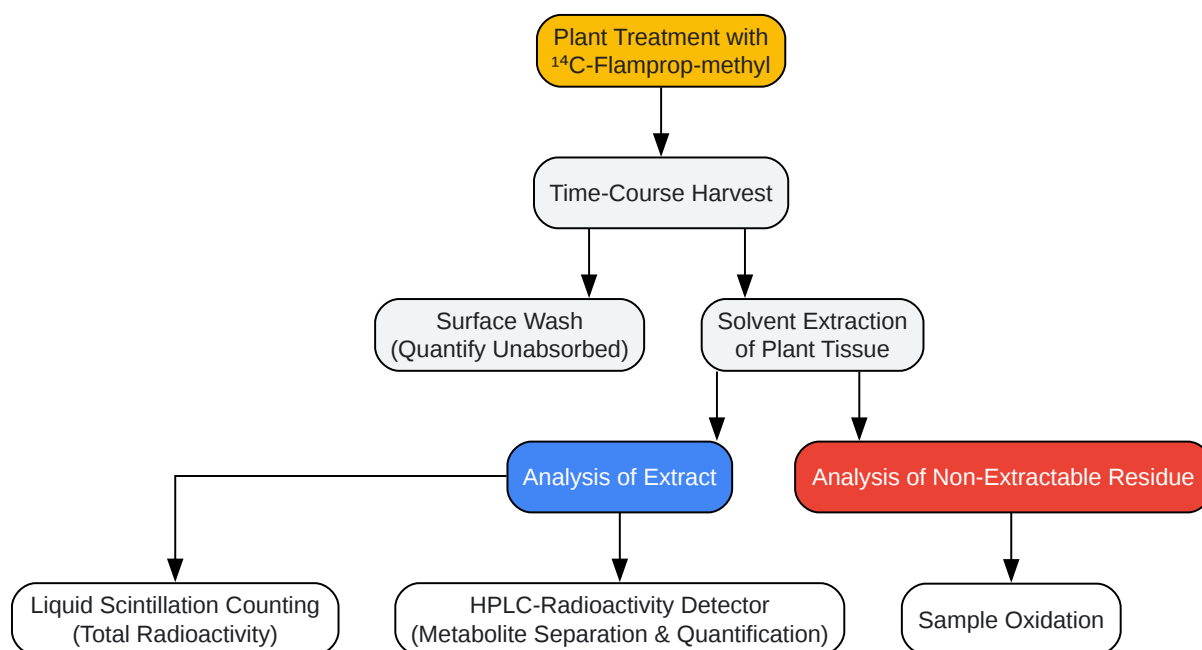 Plant Treatment with
¹⁴C-Flamprop-methyl
Time-Course Harvest
Surface Wash
(Quantify Unabsorbed)
Solvent Extraction
of Plant Tissue
Analysis of Extract
Analysis of Non-Extractable Residue
Liquid Scintillation Counting
(Total Radioactivity)
HPLC-Radioactivity Detector
(Metabolite Separation & Quantification)
Sample Oxidation